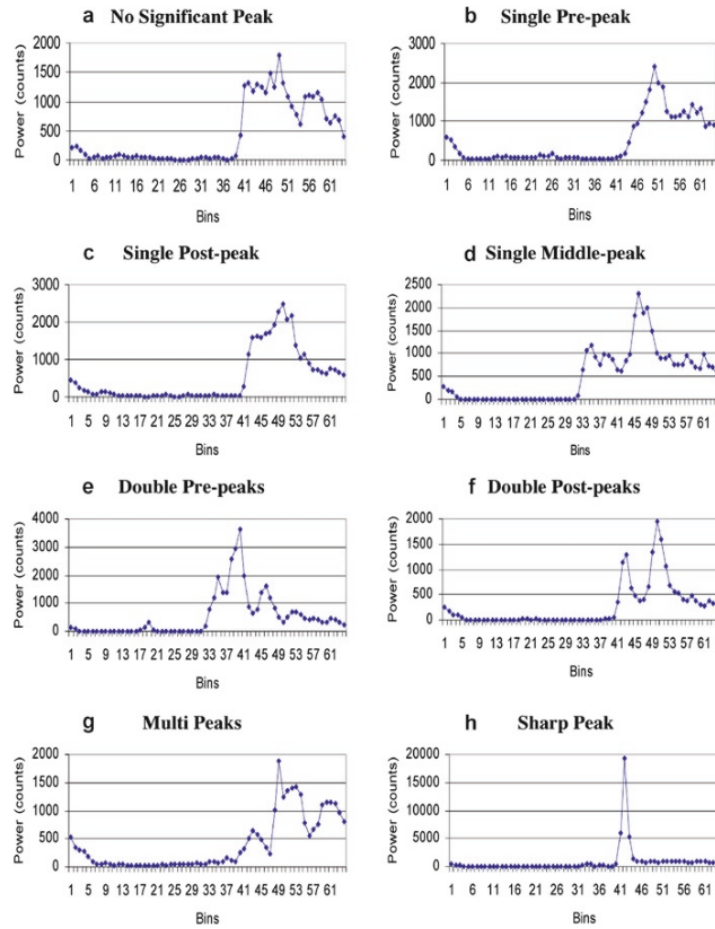 a No Significant Peak
2000
1500
1000
500
0
Power (counts)
1 6 11 16 21 26 31 36 41 46 51 56 61
Bins
b Single Pre-peak
3000
2000
1000
0
Power (counts)
1 6 11 16 21 26 31 36 41 46 51 56 61
Bins
c Single Post-peak
3000
2000
1000
0
Power (counts)
1 5 9 13 17 21 25 29 33 37 41 45 49 53 57 61
Bins
d Single Middle-peak
2500
2000
1500
1000
500
0
Power (counts)
1 5 9 13 17 21 25 29 33 37 41 45 49 53 57 61
Bins
e Double Pre-peaks
4000
3000
2000
1000
0
Power (counts)
1 5 9 13 17 21 25 29 33 37 41 45 49 53 57 61
Bins
f Double Post-peaks
2000
1500
1000
500
0
Power (counts)
1 5 9 13 17 21 25 29 33 37 41 45 49 53 57 61
Bins
g Multi Peaks
2000
1500
1000
500
0
Power (counts)
1 5 9 13 17 21 25 29 33 37 41 45 49 53 57 61
Bins
h Sharp Peak
20000
15000
10000
5000
0
Power (counts)
1 6 11 16 21 26 31 36 41 46 51 56 61
Bins